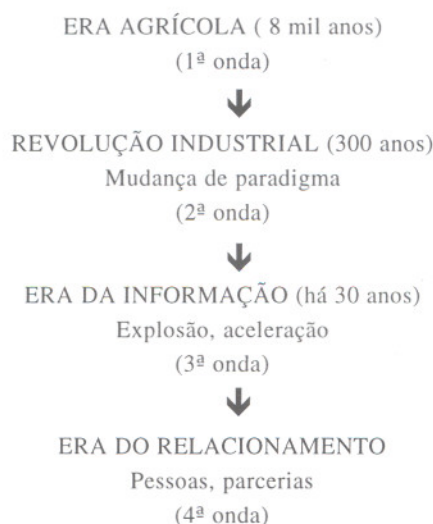 ERA AGRÍCOLA ( 8 mil anos)
(1ª onda)
REVOLUÇÃO INDUSTRIAL (300 anos)
Mudança de paradigma
(2ª onda)
ERA DA INFORMAÇÃO (há 30 anos)
Explosão, aceleração
(3ª onda)
ERA DO RELACIONAMENTO
Pessoas, parcerias
(4ª onda)